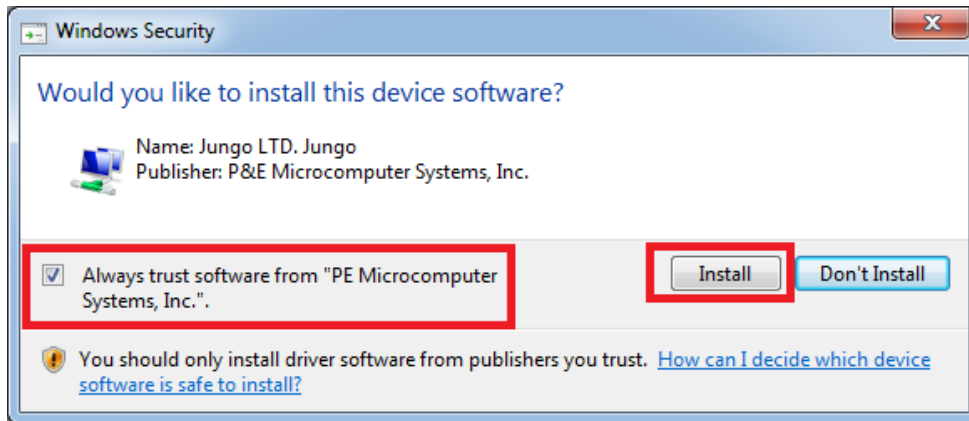 Windows Security
Would you like to install this device software?
Name: Jungo LTD. Jungo
Publisher: P&E Microcomputer Systems, Inc.
Always trust software from "PE Microcomputer
Systems, Inc.".
Install
Don't Install
You should only install driver software from publishers you trust. How can I decide which device
software is safe to install?